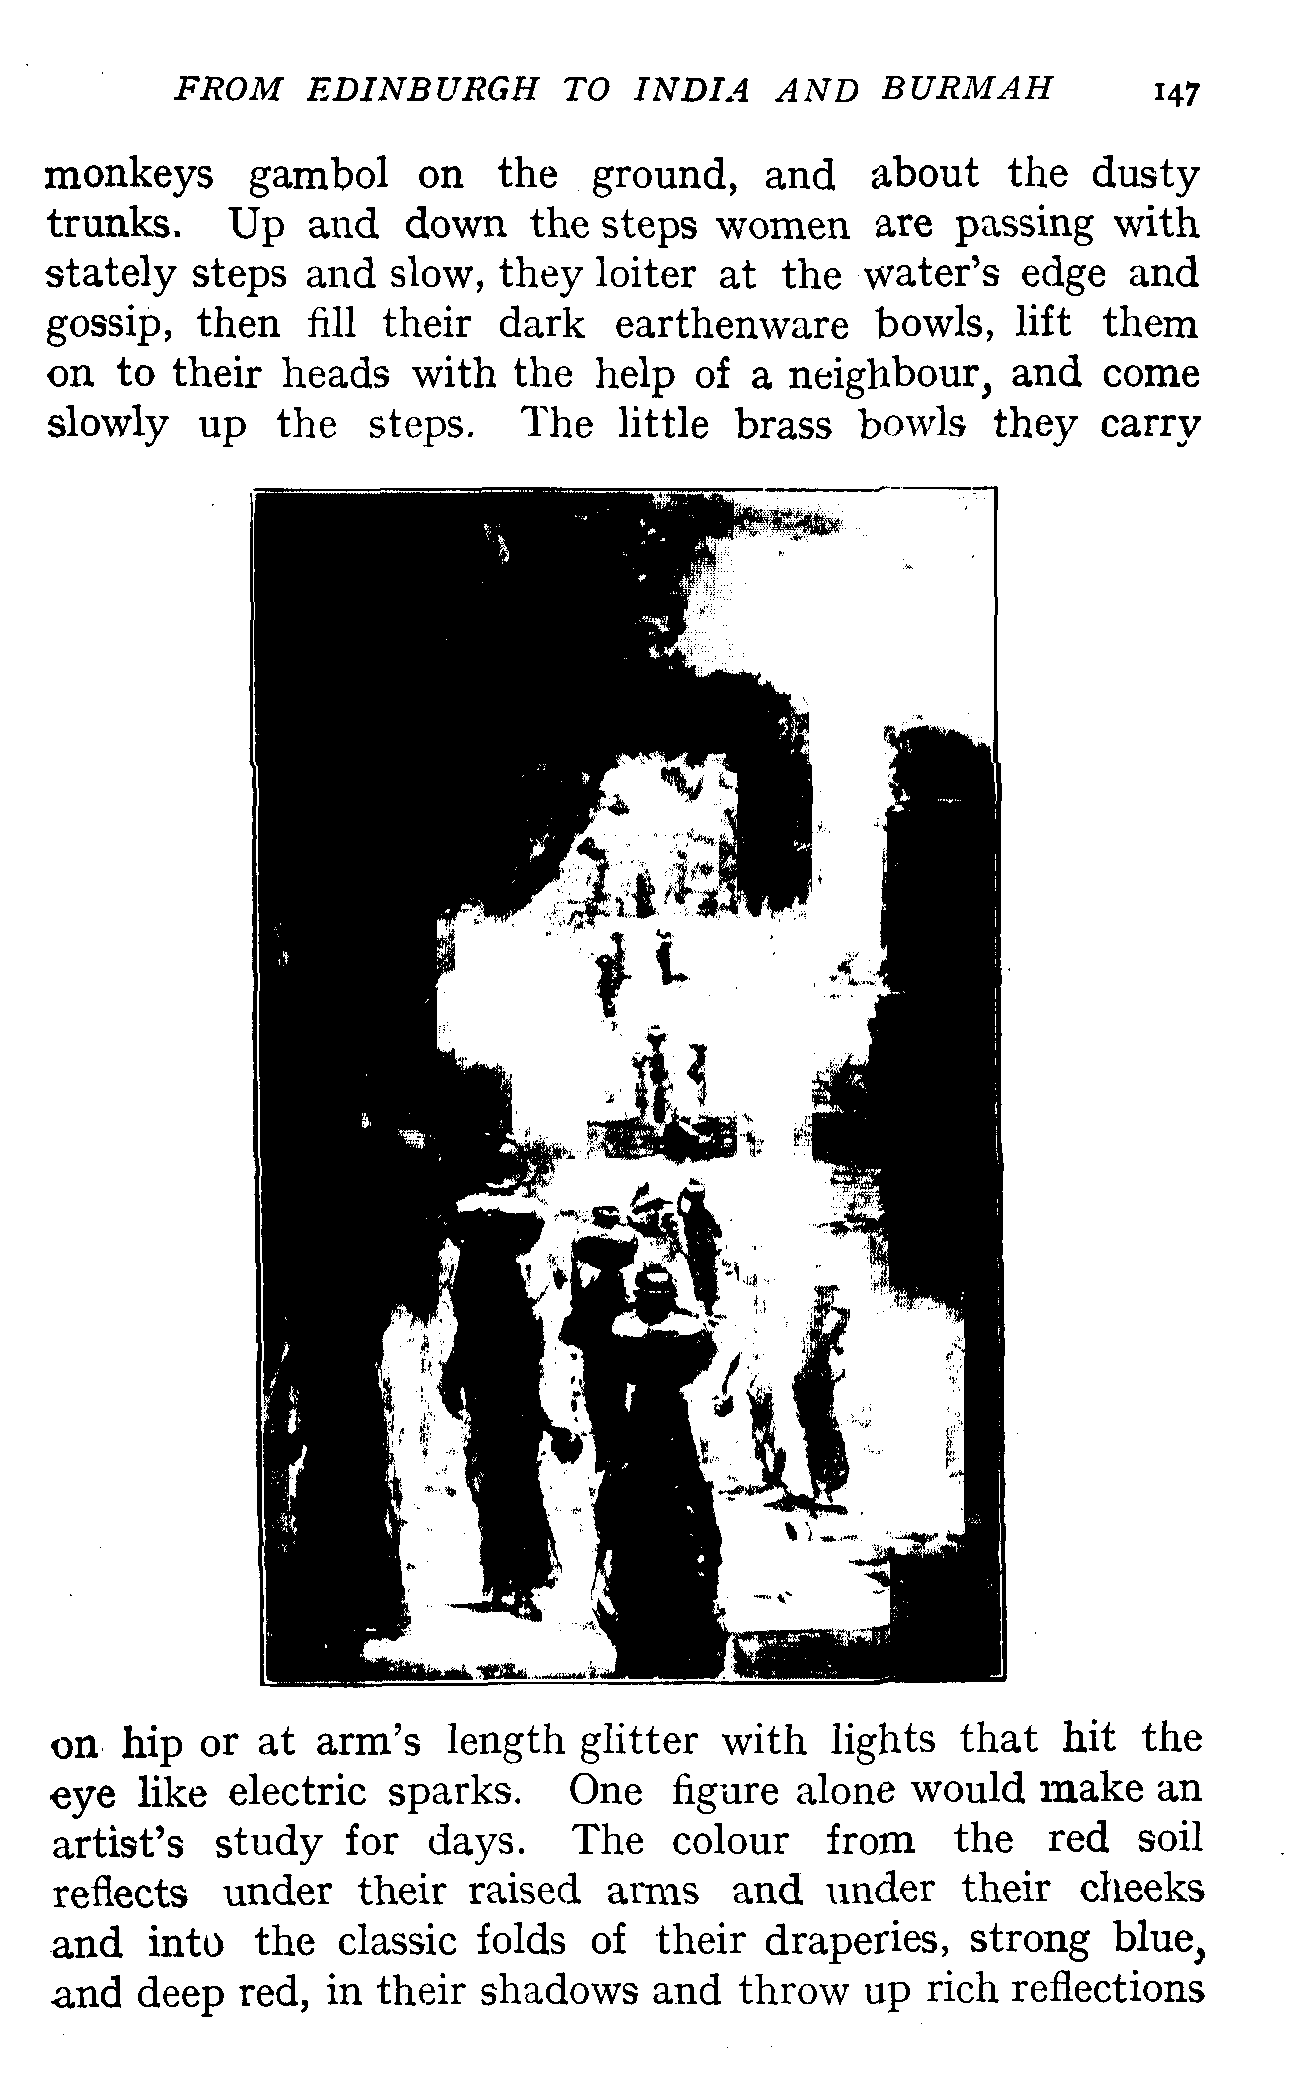 FROM EDINBURGH TO INDIA AND BURMAH 147
monkeys gambol on the ground, and about the dusty
trunks. Up and down the steps women are passing with
stately steps and slow, they loiter at the water's edge and
gossip, then fill their dark earthenware bowls, lift them
on to their heads with the help of a neighbour, and come
slowly up the steps. The little brass bowls they carry
on hip or at arm's length glitter with lights that hit the
eye like electric sparks. One figure alone would make an
artist's study for days. The colour from the red soil
reflects under their raised arms and under their cheeks
and into the classic folds of their draperies, strong blue,
and deep red, in their shadows and throw up rich reflections